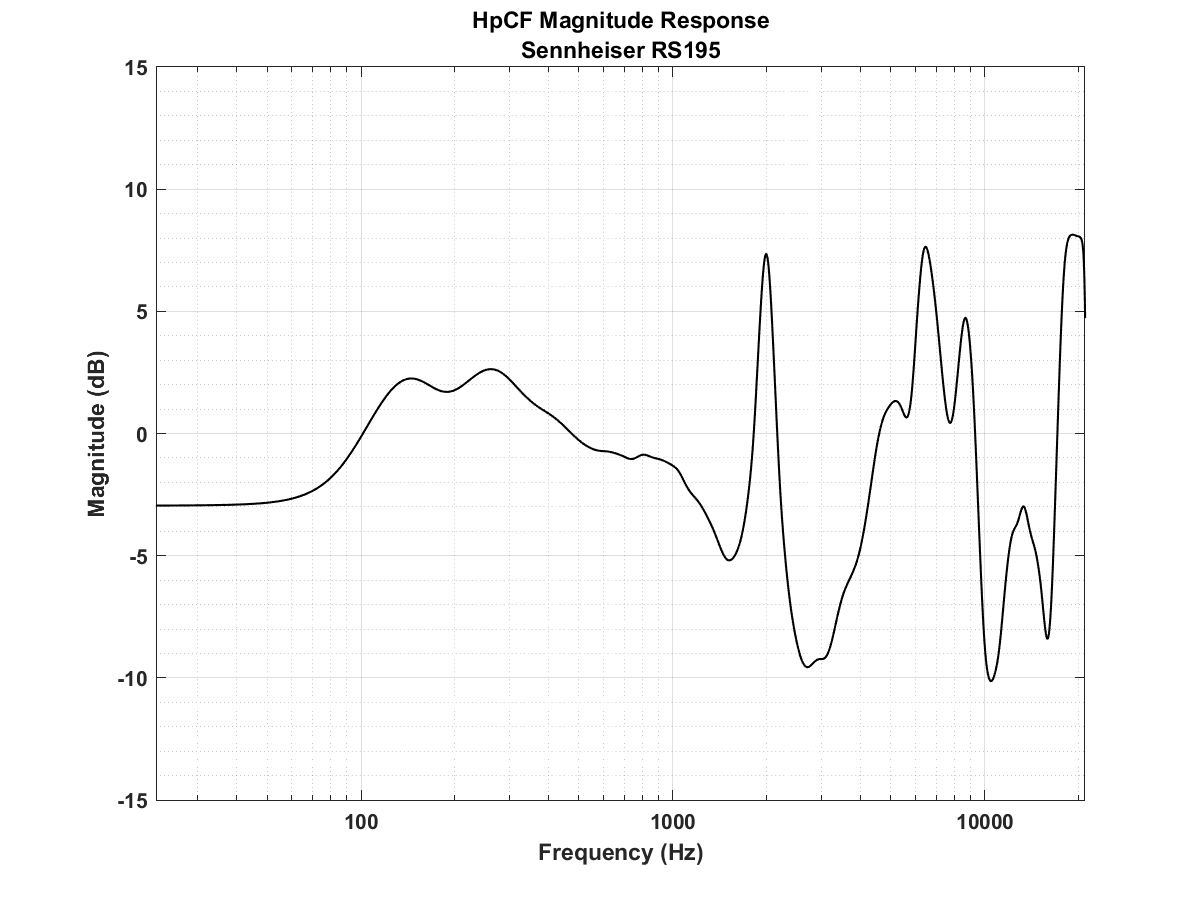 HpCF Magnitude Response
Sennheiser RS195
15
10
5
0
-5
-10
-15
Magnitude (dB)
100
1000
10000
Frequency (Hz)